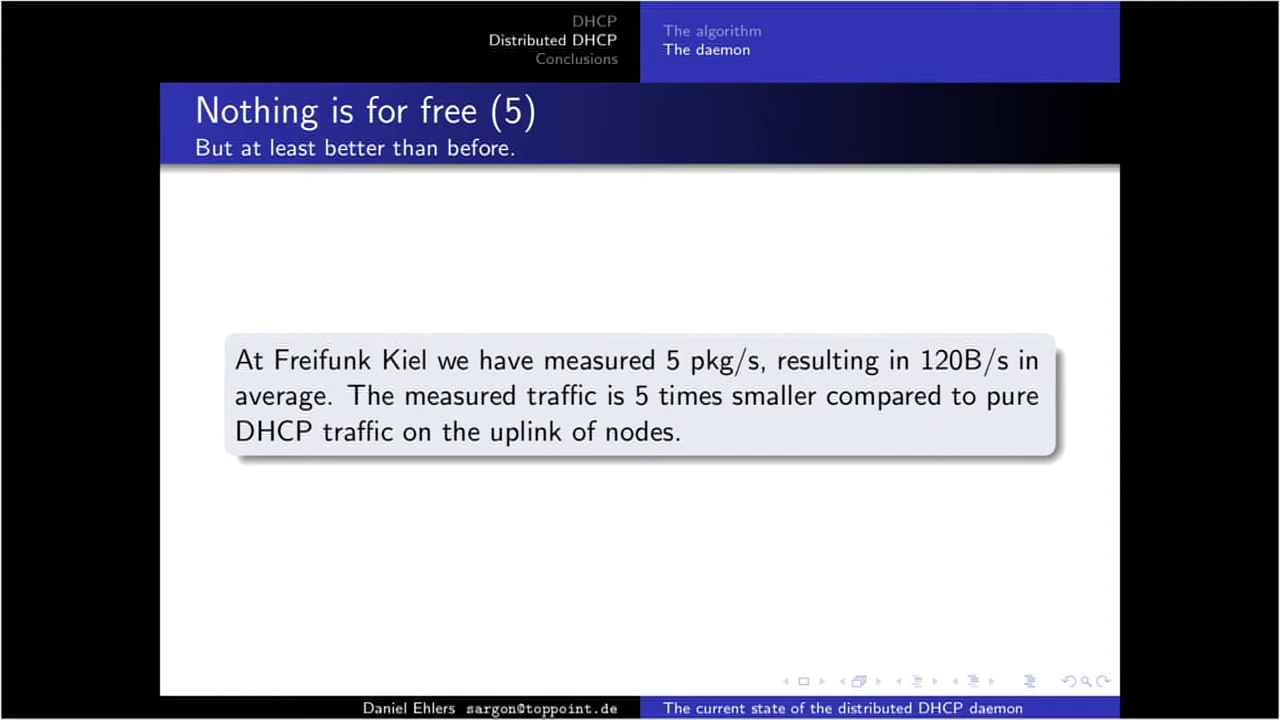 DHCP
Distributed DHCP
Conclusions
The algorithm
The daemon
Nothing is for free (5)
But at least better than before.
At Freifunk Kiel we have measured 5 pkg/s, resulting in 120B/s in
average. The measured traffic is 5 times smaller compared to pure
DHCP traffic on the uplink of nodes.
Daniel Ehlers sargon@toppoint.de
The current state of the distributed DHCP daemon